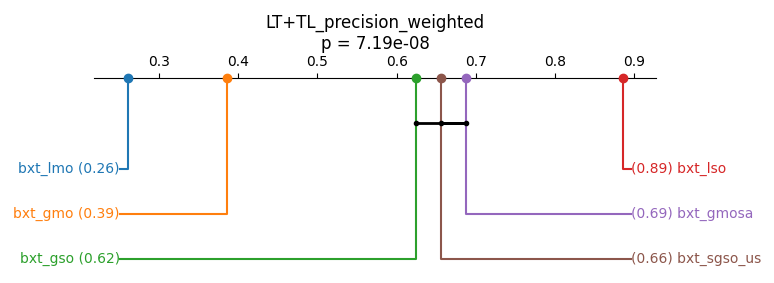 LT+TL_precision_weighted
p = 7.19e-08
0.3 0.4 0.5 0.6 0.7 0.8 0.9
bxt_lmo (0.26) (0.89) bxt_lso
bxt_gmo (0.39) (0.69) bxt_gmosa
bxt_gso (0.62) (0.66) bxt_sgso_us